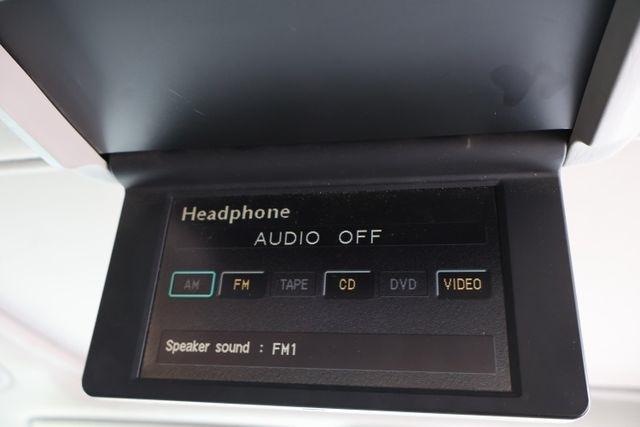 Headphone
AUDIO OFF
AM FM TAPE CD DVD VIDEO
Speaker sound : FM1